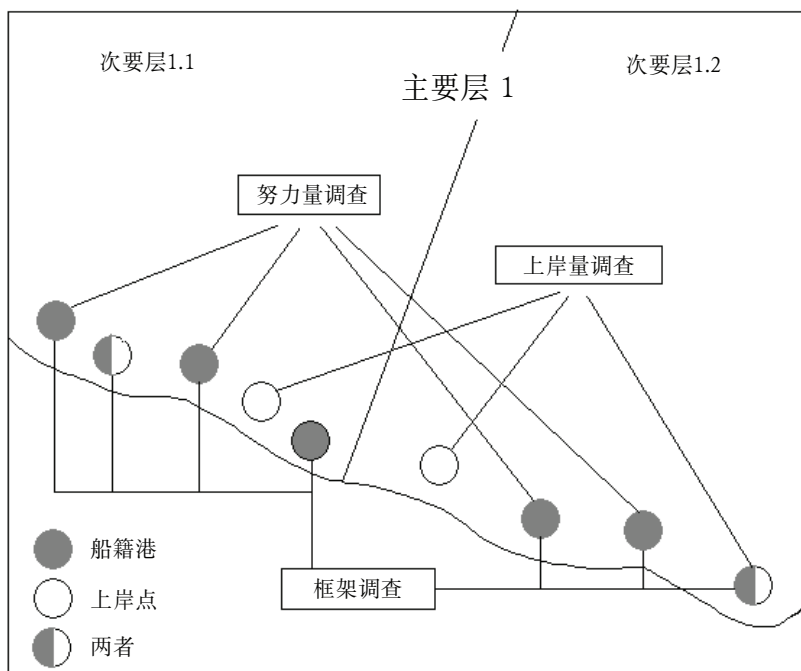 次要层1.1
次要层1.2
主要层 1
努力量调查
上岸量调查
船籍港
上岸点
框架调查
两者